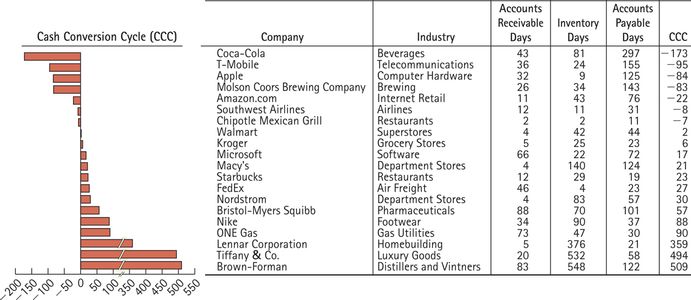 Cash Conversion Cycle (CCC)
−200 −150 −100 −50 0 50 100 350 400 450 500 550
Company Industry Accounts Receivable Days Inventory Days Accounts Payable Days CCC
Coca-Cola Beverages 43 81 297 −173
T-Mobile Telecommunications 36 24 155 −95
Apple Computer Hardware 32 9 125 −84
Molson Coors Brewing Company Brewing 26 34 143 −83
Amazon.com Internet Retail 11 43 76 −22
Southwest Airlines Airlines 12 11 31 −8
Chipotle Mexican Grill Restaurants 2 2 11 −7
Walmart Superstores 4 42 44 2
Kroger Grocery Stores 5 25 23 6
Microsoft Software 66 22 72 17
Macy's Department Stores 4 140 124 21
Starbucks Restaurants 12 29 19 23
FedEx Air Freight 46 4 23 27
Nordstrom Department Stores 4 83 57 30
Bristol-Myers Squibb Pharmaceuticals 88 70 101 57
Nike Footwear 34 90 37 88
ONE Gas Gas Utilities 73 47 30 90
Lennar Corporation Homebuilding 5 376 21 359
Tiffany & Co. Luxury Goods 20 532 58 494
Brown-Forman Distillers and Vintners 83 548 122 509